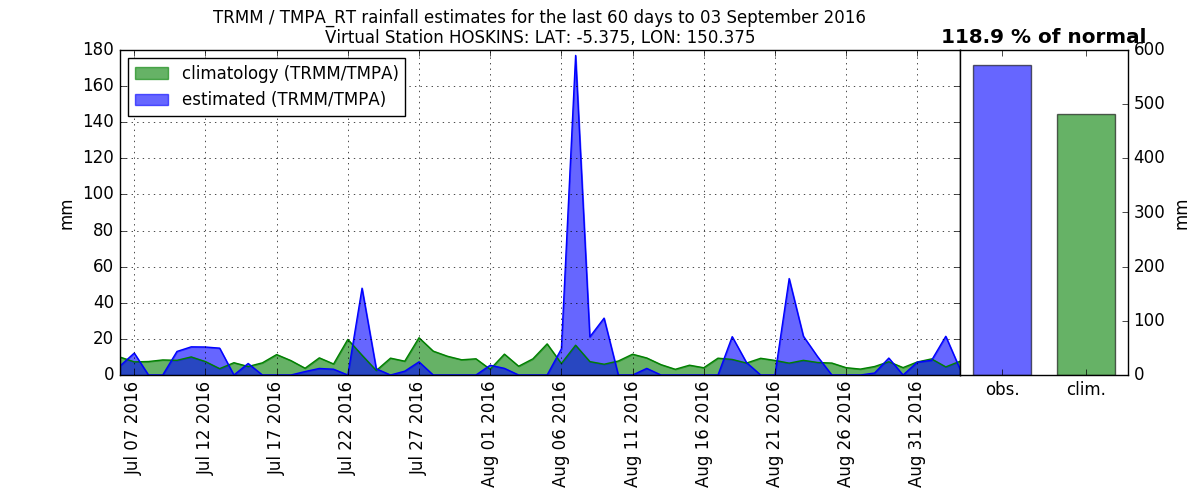 TRMM / TMPA_RT rainfall estimates for the last 60 days to 03 September 2016
Virtual Station HOSKINS: LAT: -5.375, LON: 150.375
118.9 % of normal
climatology (TRMM/TMPA)
estimated (TRMM/TMPA)
180
160
140
120
100
80
60
40
20
0
mm
Jul 07 2016
Jul 12 2016
Jul 17 2016
Jul 22 2016
Jul 27 2016
Aug 01 2016
Aug 06 2016
Aug 11 2016
Aug 16 2016
Aug 21 2016
Aug 26 2016
Aug 31 2016
600
500
400
300
200
100
0
mm
obs.
clim.